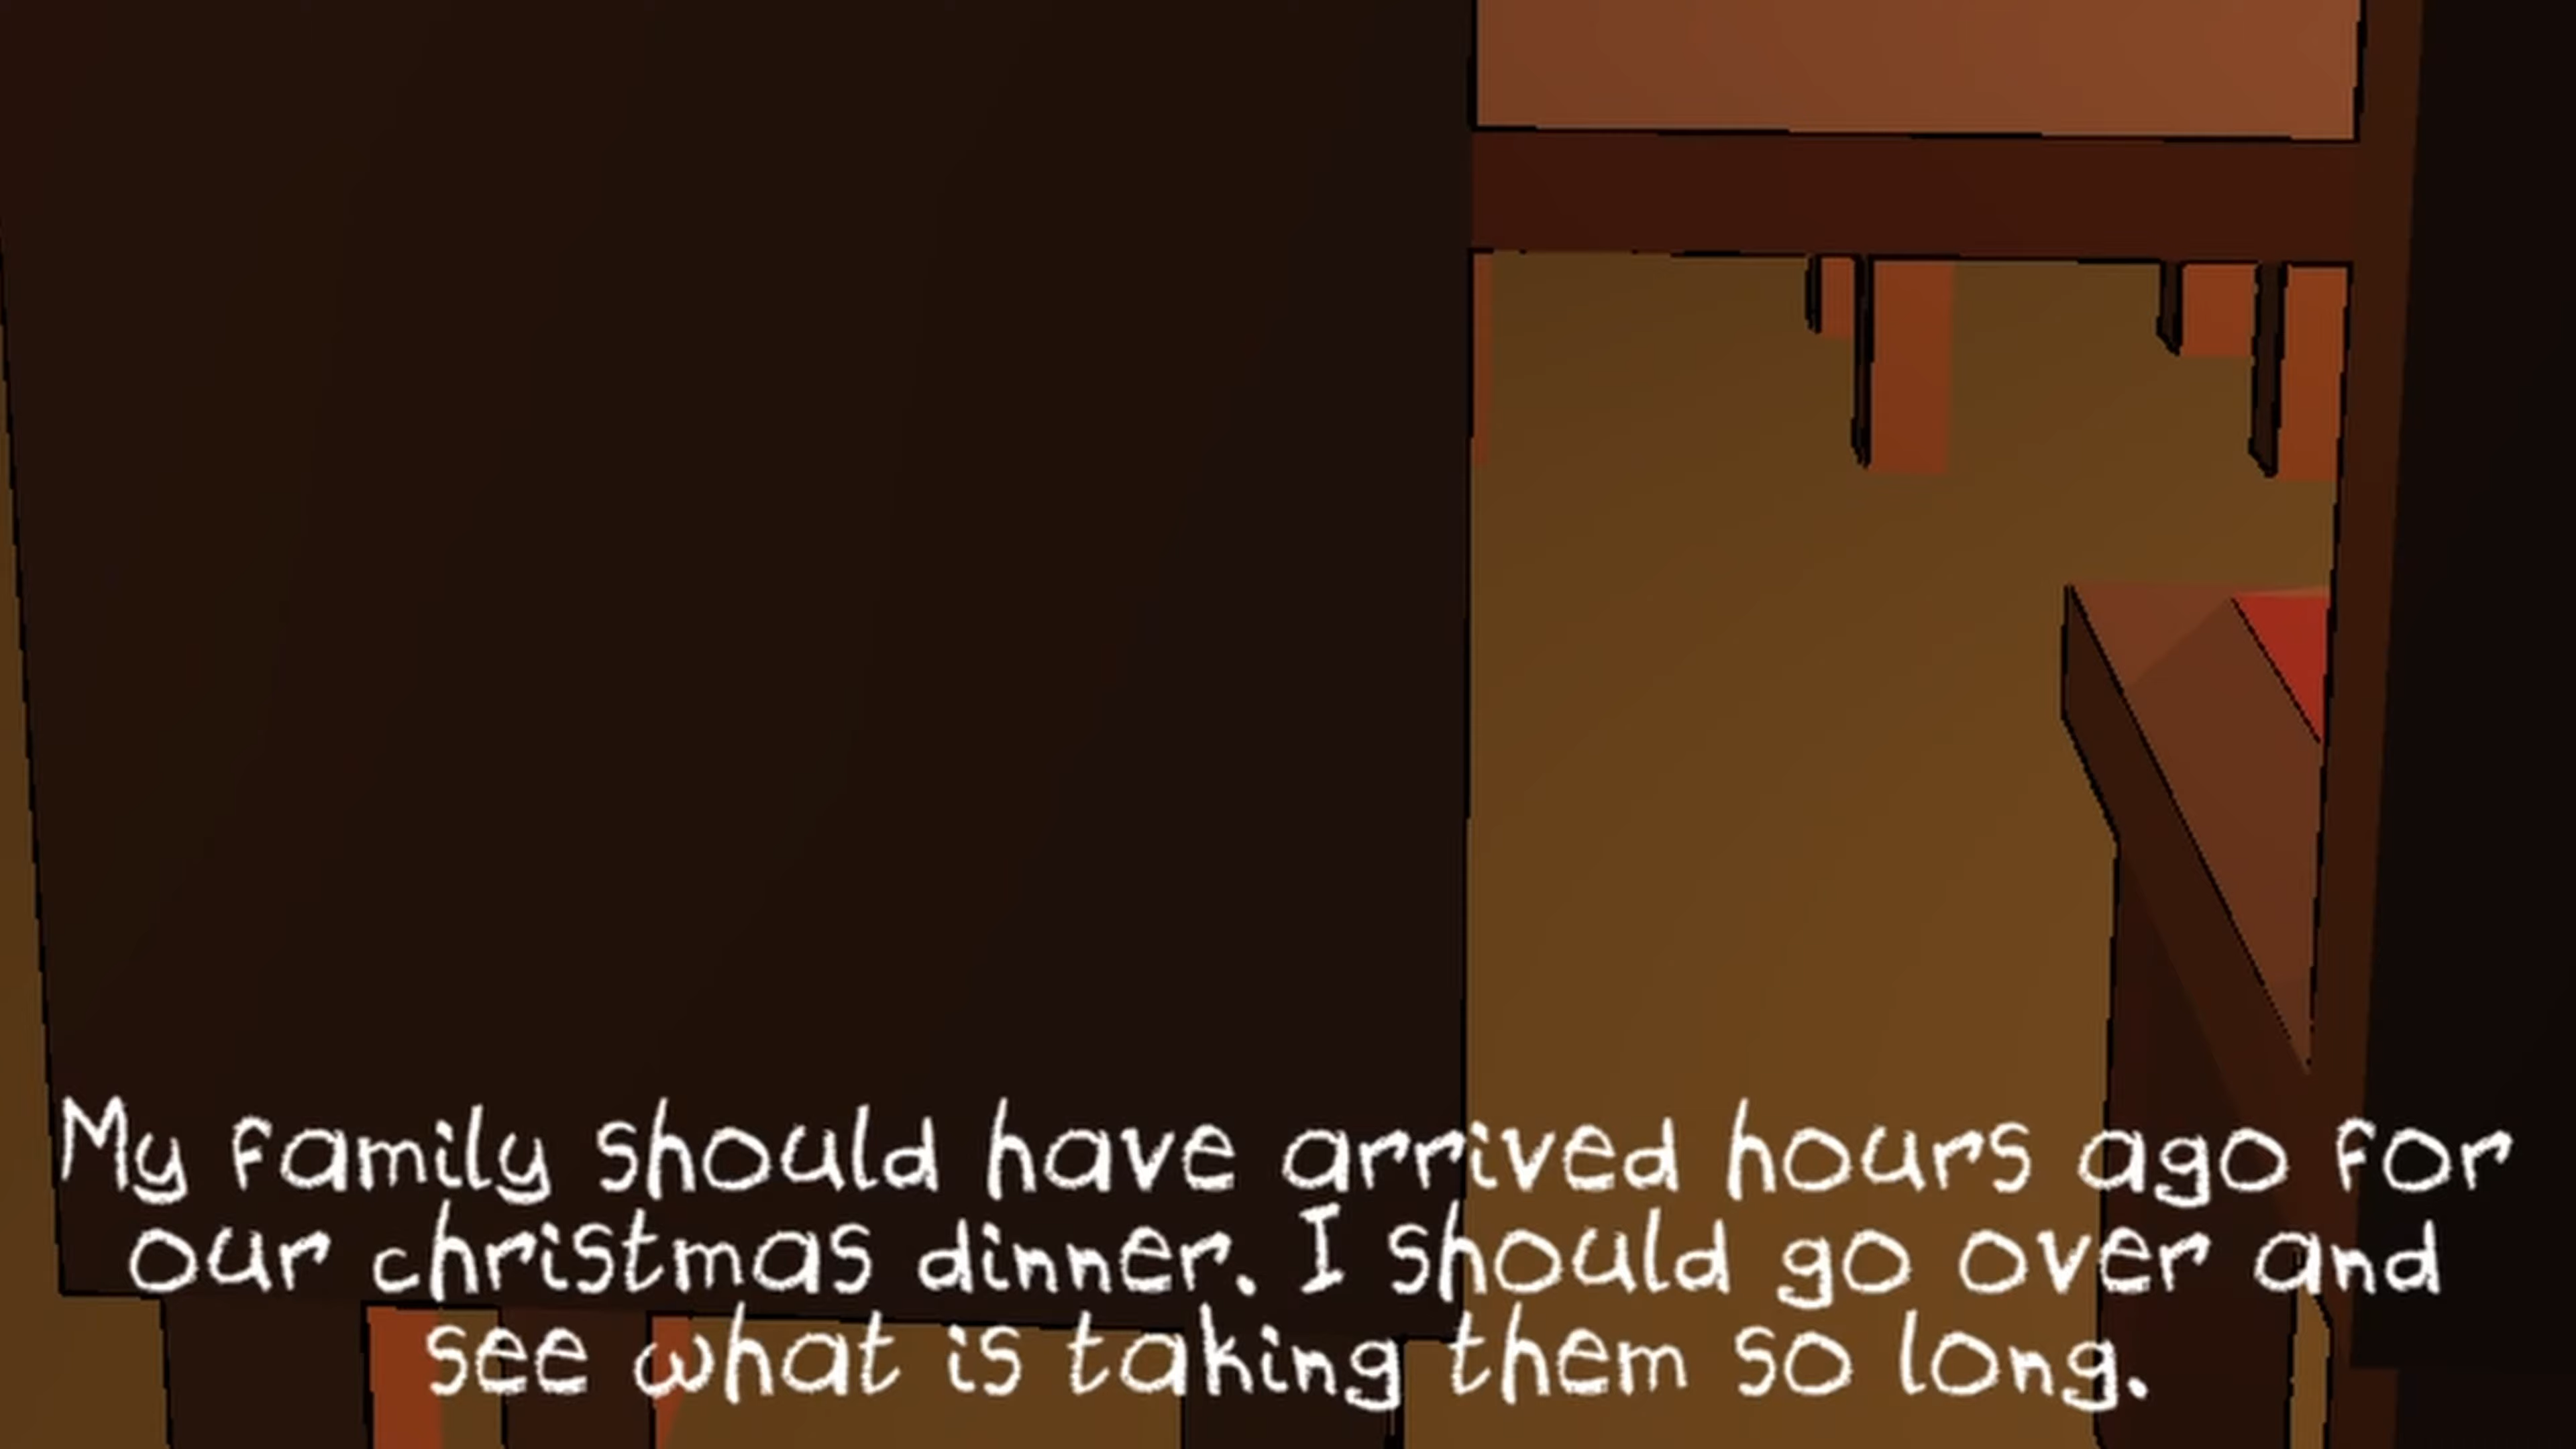 My family should have arrived hours ago for
our christmas dinner. I should go over and
see what is taking them so long.